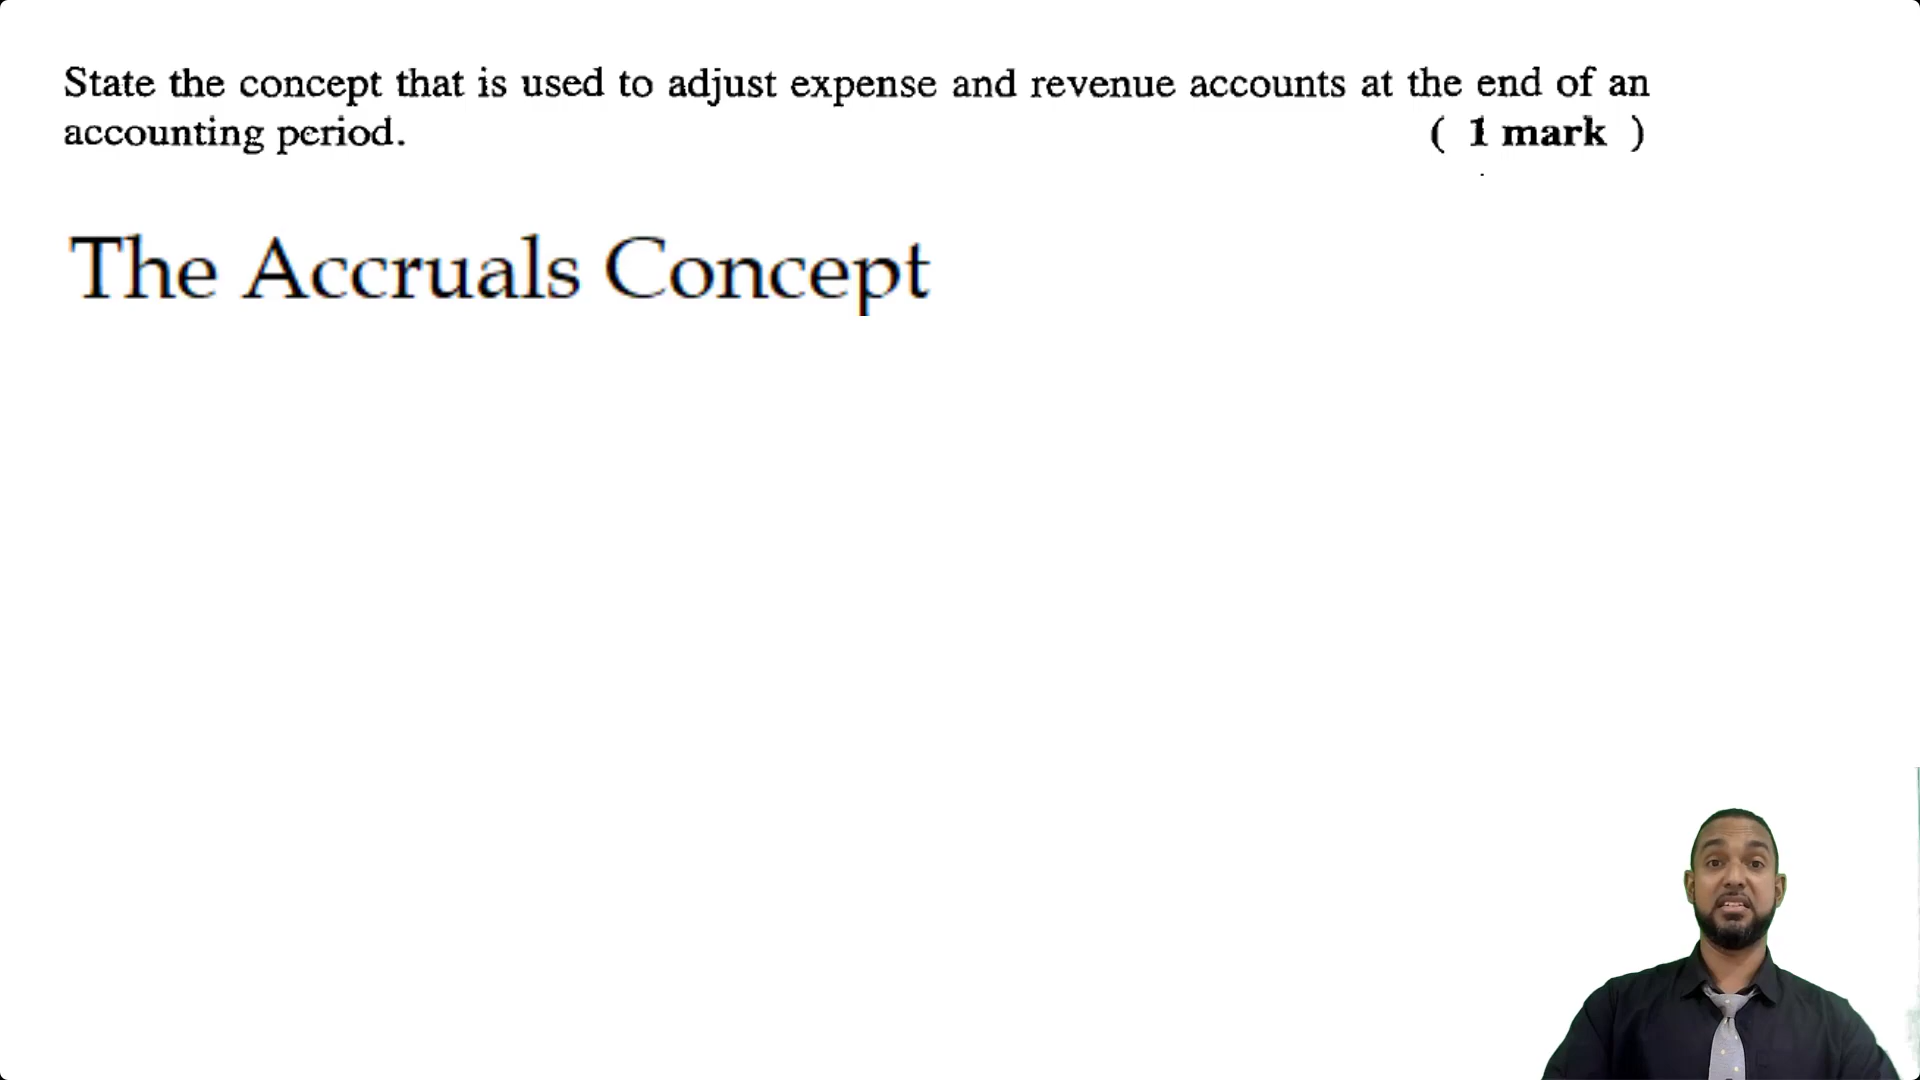 State the concept that is used to adjust expense and revenue accounts at the end of an
accounting period. ( 1 mark )
The Accruals Concept